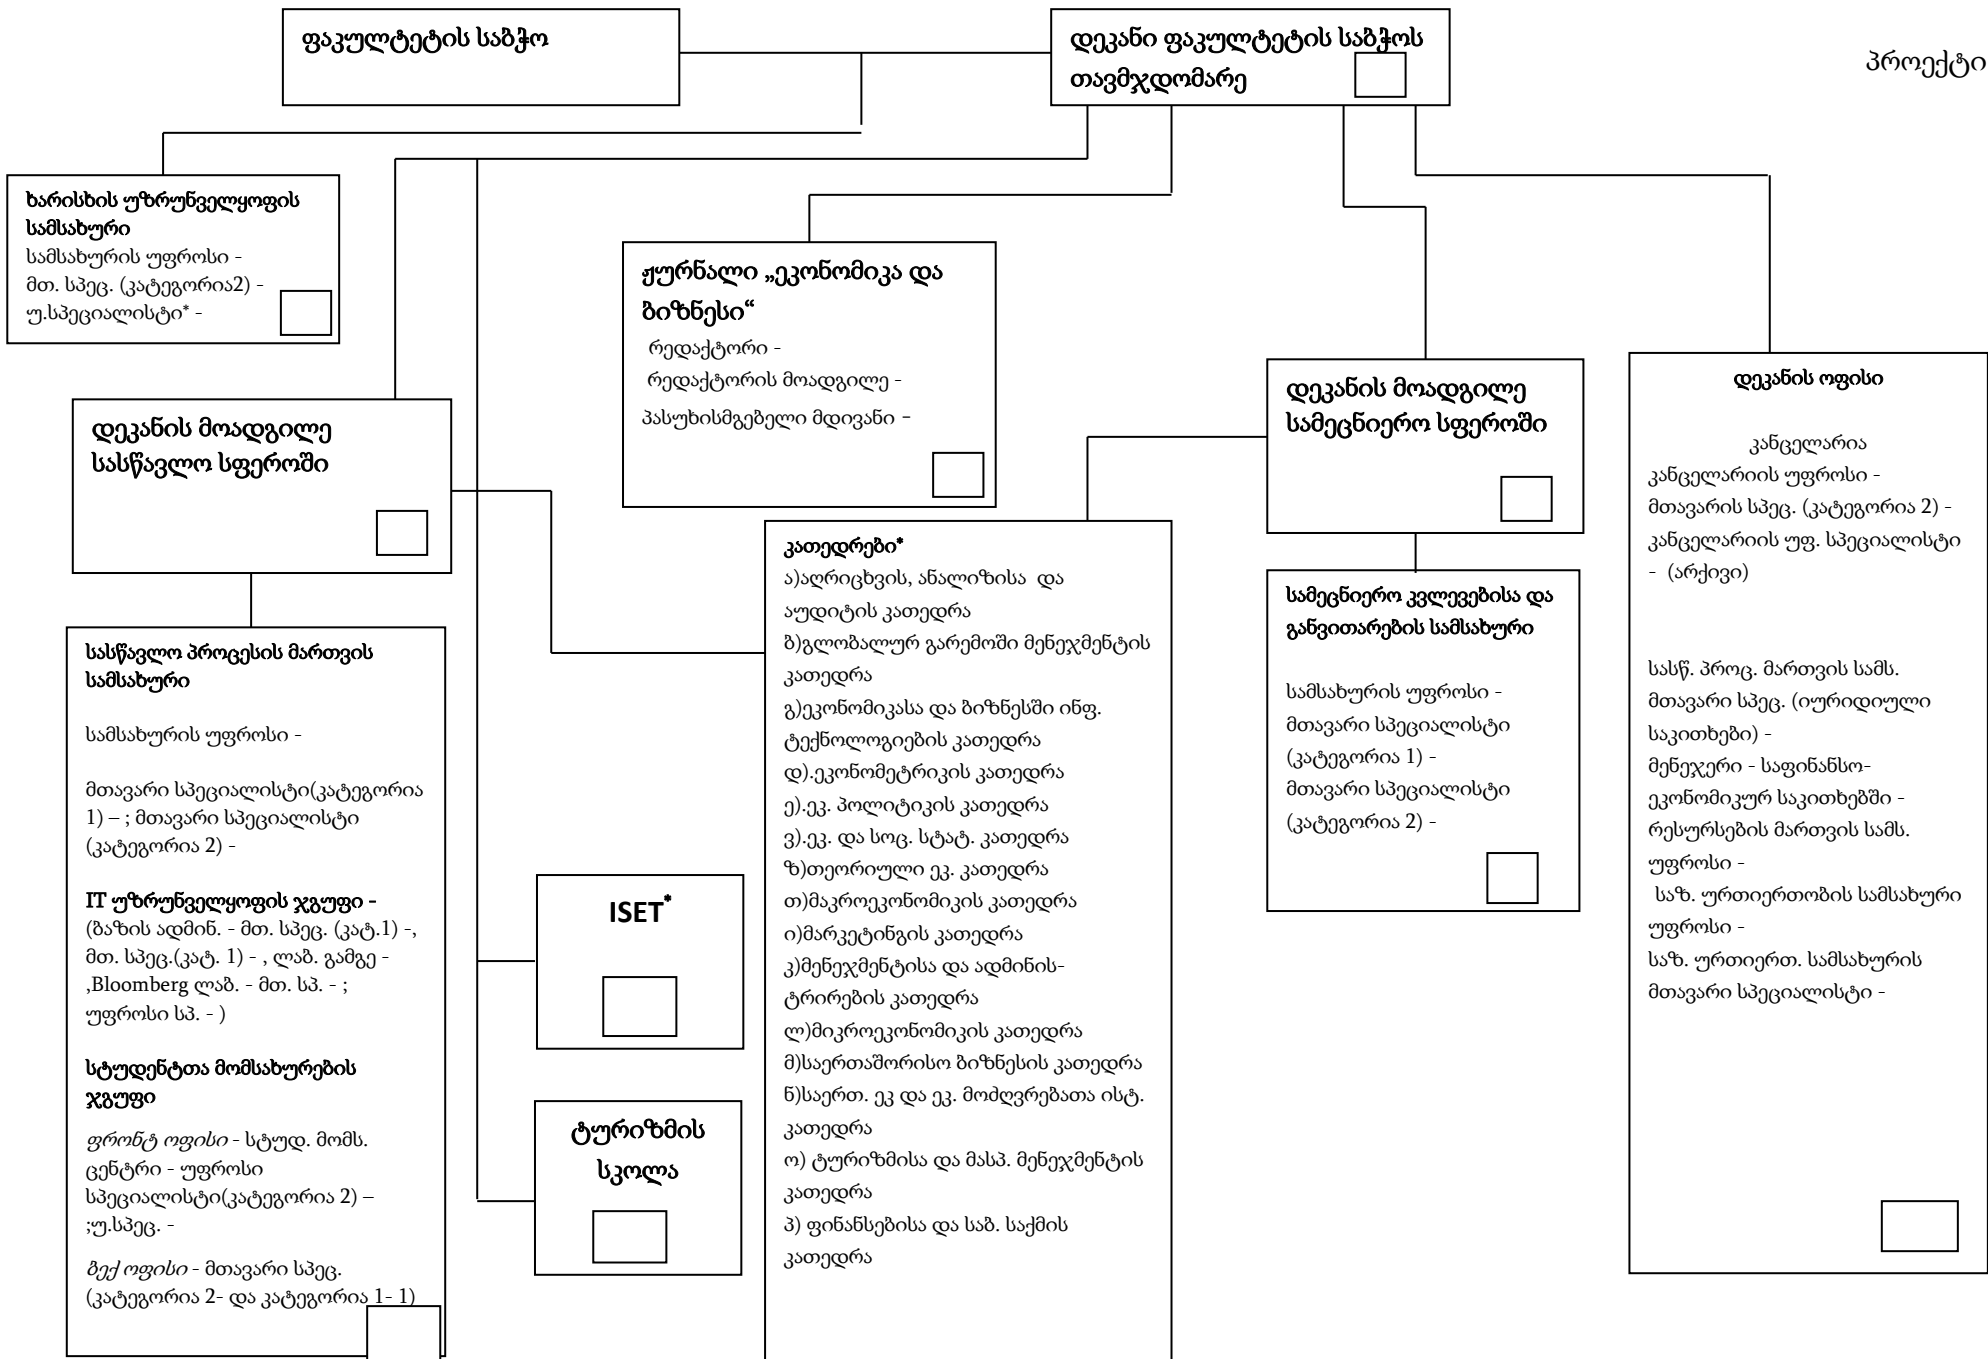 ფაკულტეტის საბჭო
დეკანი ფაკულტეტის საბჭოს
თავმჯდომარე
პროექტი
ხარისხის უზრუნველყოფის
სამსახური
სამსახურის უფროსი -
მთ. სპეც. (კატეგორია2) -
უ.სპეციალისტი* -
ჟურნალი „ეკონომიკა და
ბიზნესი“
რედაქტორი -
რედაქტორის მოადგილე -
პასუხისმგებელი მდივანი -
დეკანის მოადგილე
სამეცნიერო სფეროში
დეკანის ოფისი
კანცელარია
კანცელარიის უფროსი -
მთავარის სპეც. (კატეგორია 2) -
კანცელარიის უფ. სპეციალისტი
- (არქივი)
სასწ. პროც. მართვის სამს.
მთავარი სპეც. (იურიდიული
საკითხები) -
მენეჯერი - საფინანსო-
ეკონომიკურ საკითხებში -
რესურსების მართვის სამს.
უფროსი -
საზ. ურთიერთობის სამსახური
უფროსი -
საზ. ურთიერთ. სამსახურის
მთავარი სპეციალისტი -
დეკანის მოადგილე
სასწავლო სფეროში
კათედრები*
ა)აღრიცხვის, ანალიზისა და
აუდიტის კათედრა
ბ)გლობალურ გარემოში მენეჯმენტის
კათედრა
გ)ეკონომიკასა და ბიზნესში ინფ.
ტექნოლოგიების კათედრა
დ).ეკონომეტრიკის კათედრა
ე).ეკ. პოლიტიკის კათედრა
ვ).ეკ. და სოც. სტატ. კათედრა
ზ)თეორიული ეკ. კათედრა
თ)მაკროეკონომიკის კათედრა
ი)მარკეტინგის კათედრა
კ)მენეჯმენტისა და ადმინის-
ტრირების კათედრა
ლ)მიკროეკონომიკის კათედრა
მ)საერთაშორისო ბიზნესის კათედრა
ნ)საერთ. ეკ და ეკ. მოძღვრებათა ისტ.
კათედრა
ო) ტურიზმისა და მასპ. მენეჯმენტის
კათედრა
პ) ფინანსებისა და საბ. საქმის
კათედრა
სამეცნიერო კვლევებისა და
განვითარების სამსახური
სამსახურის უფროსი -
მთავარი სპეციალისტი
(კატეგორია 1) -
მთავარი სპეციალისტი
(კატეგორია 2) -
სასწავლო პროცესის მართვის
სამსახური
სამსახურის უფროსი -
მთავარი სპეციალისტი(კატეგორია
1) – ; მთავარი სპეციალისტი
(კატეგორია 2) -
IT უზრუნველყოფის ჯგუფი -
(ბაზის ადმინ. - მთ. სპეც. (კატ.1) -,
მთ. სპეც.(კატ. 1) - , ლაბ. გამგე -
,Bloomberg ლაბ. - მთ. სპ. - ;
უფროსი სპ. - )
სტუდენტთა მომსახურების
ჯგუფი
ფრონტ ოფისი - სტუდ. მომს.
ცენტრი - უფროსი
სპეციალისტი(კატეგორია 2) –
;უ.სპეც. -
ბექ ოფისი - მთავარი სპეც.
(კატეგორია 2- და კატეგორია 1- 1)
ISET*
ტურიზმის
სკოლა